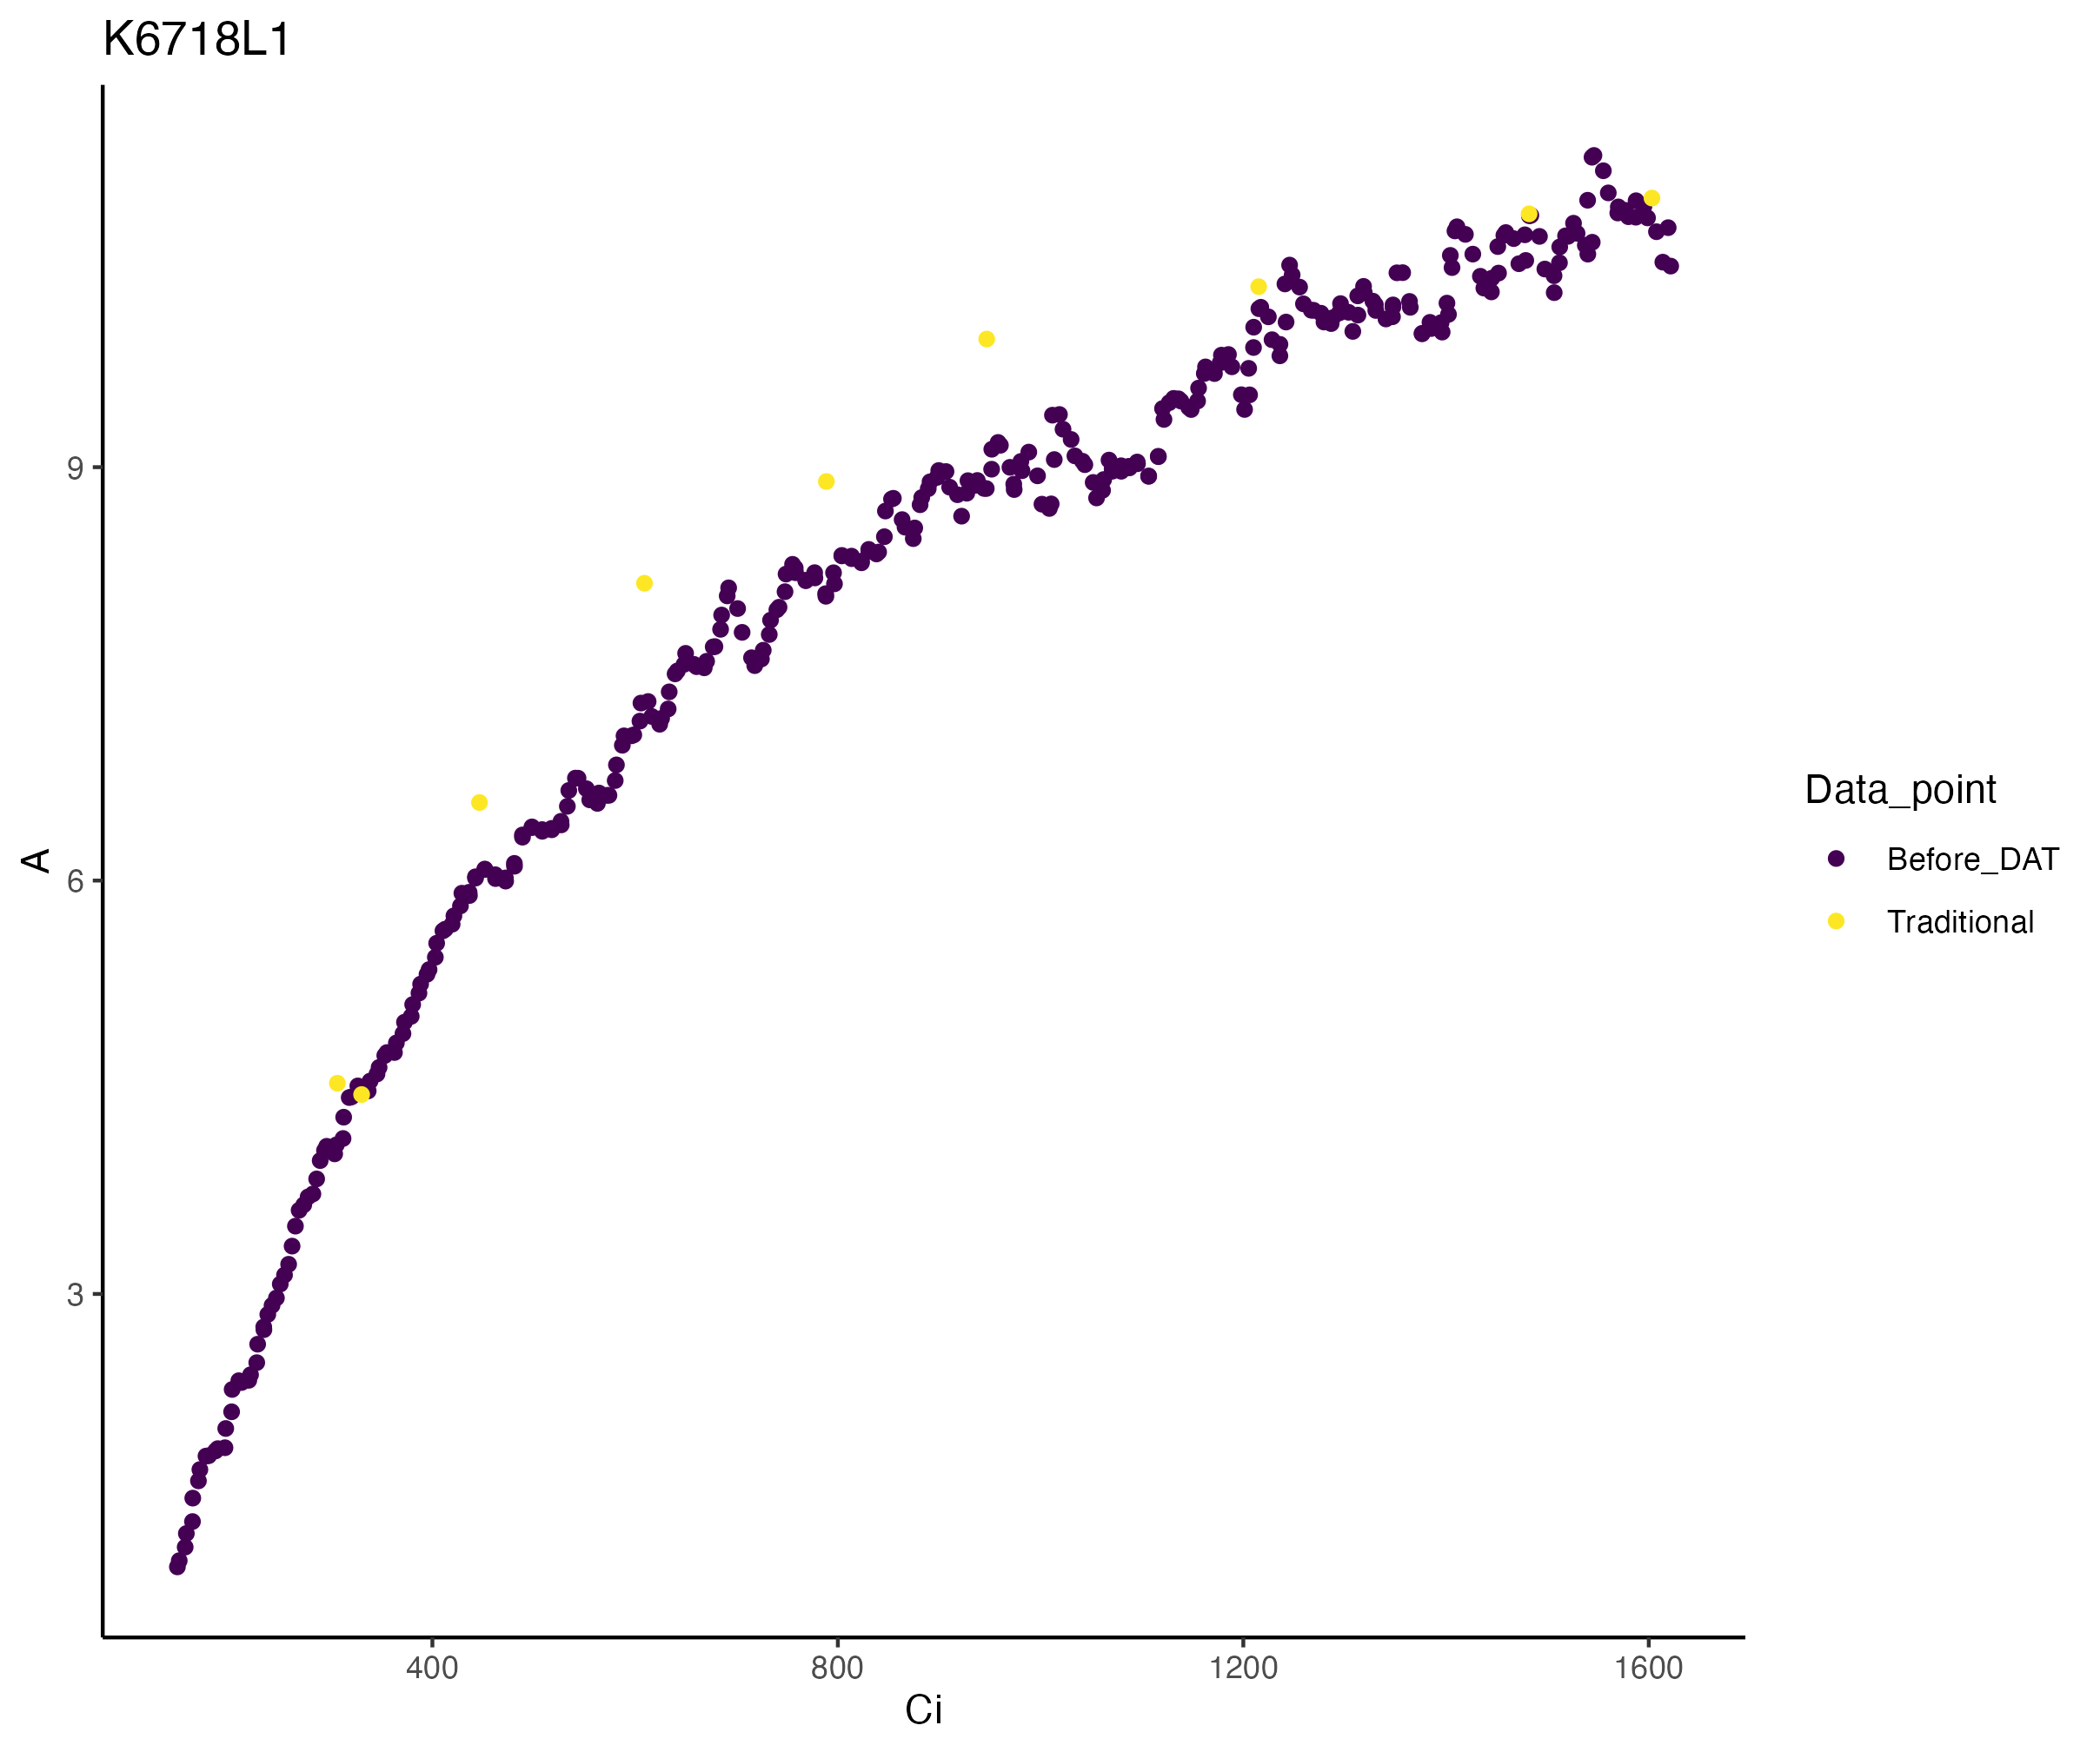 K6718L1
9
6
3
A
400 800 1200 1600
Ci
Data_point
Before_DAT
Traditional